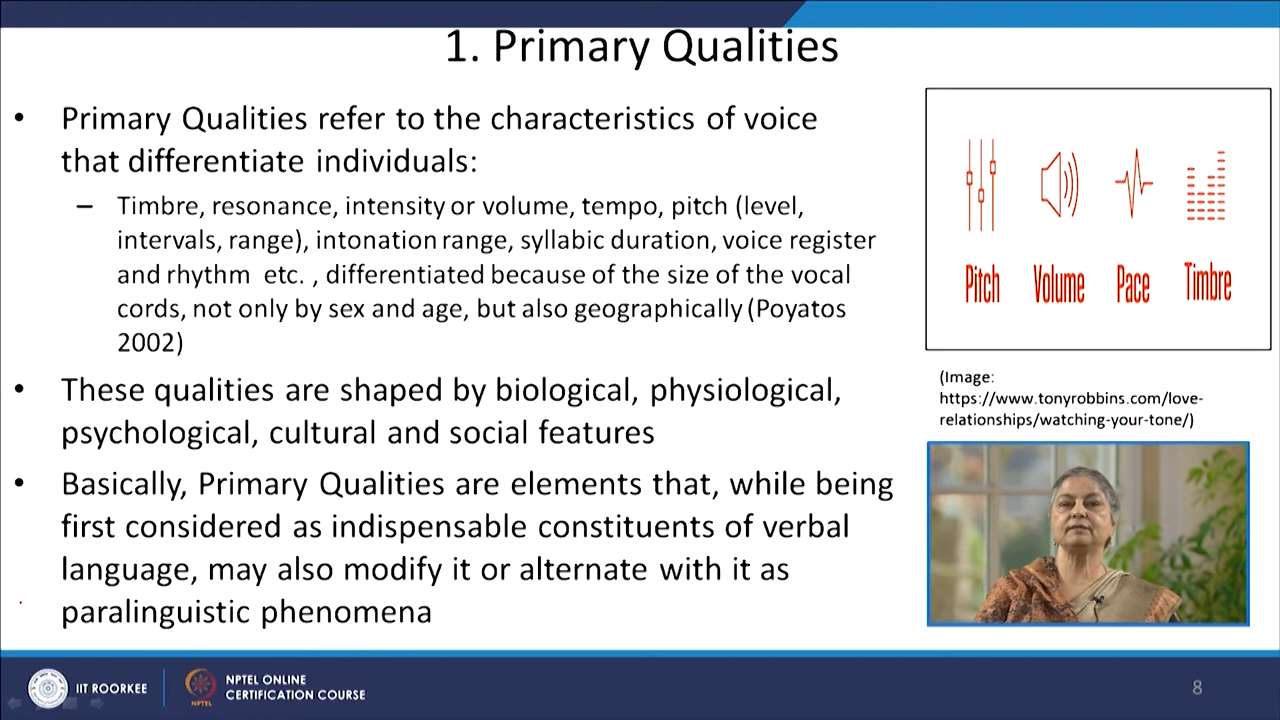 1. Primary Qualities
• Primary Qualities refer to the characteristics of voice
that differentiate individuals:
– Timbre, resonance, intensity or volume, tempo, pitch (level,
intervals, range), intonation range, syllabic duration, voice register
and rhythm etc. , differentiated because of the size of the vocal
cords, not only by sex and age, but also geographically (Poyatos
2002)
• These qualities are shaped by biological, physiological,
psychological, cultural and social features
• Basically, Primary Qualities are elements that, while being
first considered as indispensable constituents of verbal
language, may also modify it or alternate with it as
paralinguistic phenomena
Pitch Volume Pace Timbre
(Image:
https://www.tonyrobbins.com/love-
relationships/watching-your-tone/)
IIT ROORKEE
NPTEL
NPTEL ONLINE
CERTIFICATION COURSE
8